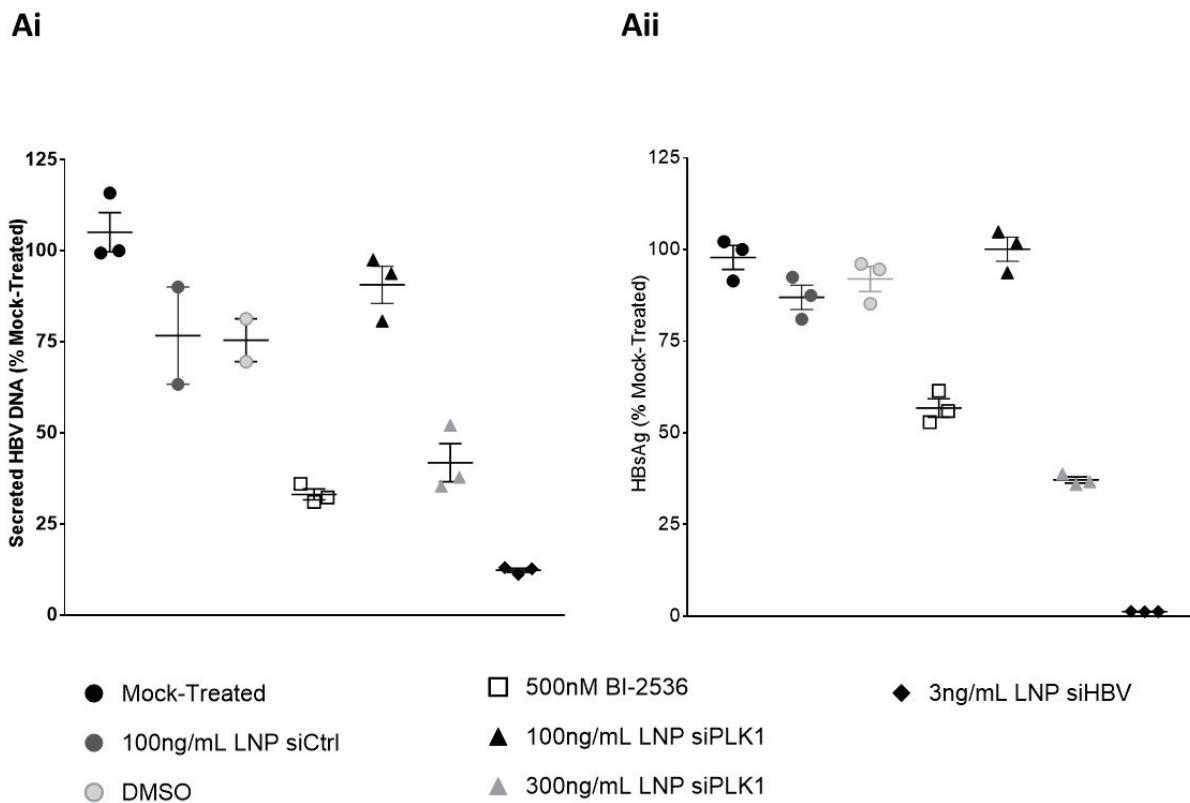 Ai
Aii
Secreted HBV DNA (% Mock-Treated)
125
100
75
50
25
0
HBsAg (% Mock-Treated)
125
100
75
50
25
0
Mock-Treated
100ng/mL LNP siCtrl
DMSO
500nM BI-2536
100ng/mL LNP siPLK1
300ng/mL LNP siPLK1
3ng/mL LNP siHBV